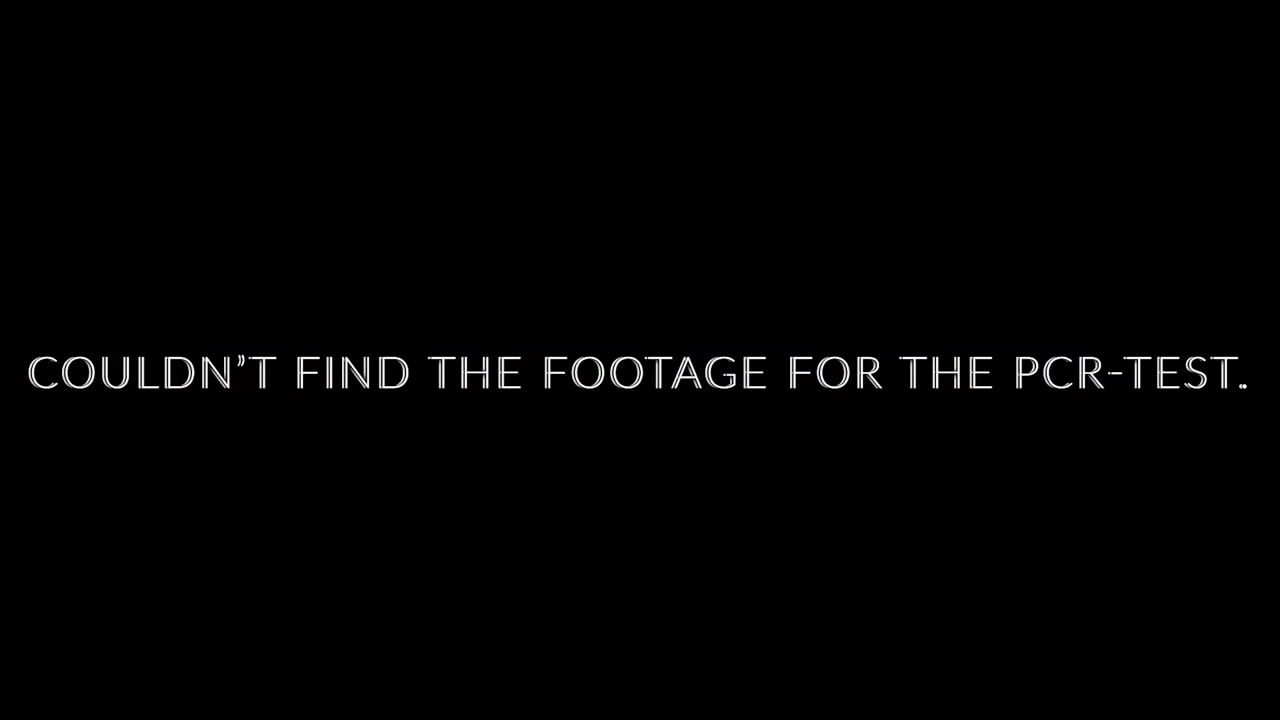 COULDN’T FIND THE FOOTAGE FOR THE PCR-TEST.